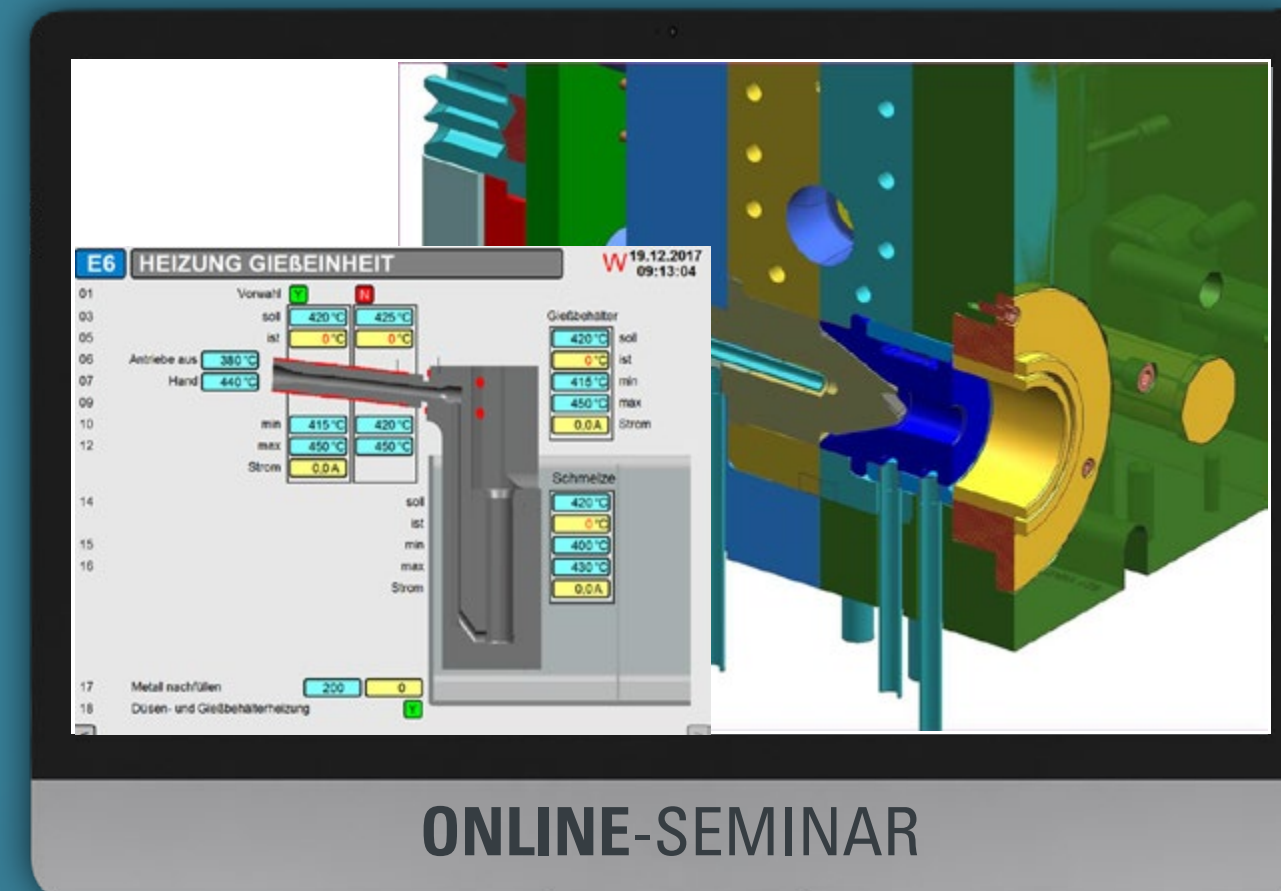 E6 HEIZUNG GIEßEINHEIT W 19.12.2017
09:13:04
01 Vorwahl Y N
03 soll 420°C 425°C
05 ist 0°C 0°C
06 Antriebe aus 380°C
07 Hand 440°C
09
10 min 415°C 420°C
12 max 450°C 450°C
Strom 0,0A
Gießbehälter
420°C soll
0°C ist
415°C min
450°C max
0,0A Strom
Schmelze
14 soll 420°C
ist 0°C
15 min 400°C
16 max 430°C
Strom 0,0A
17 Metall nachfüllen 200 0
18 Düsen- und Gießbehälterheizung Y
ONLINE-SEMINAR